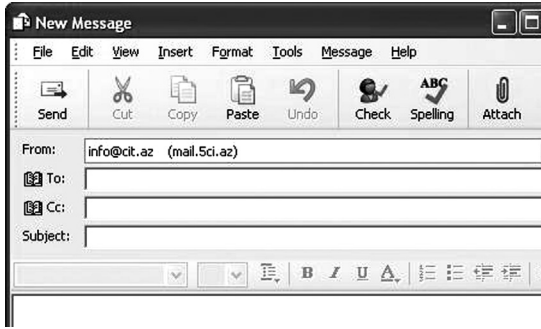 New Message
File Edit View Insert Format Tools Message Help
Send Cut Copy Paste Undo Check ABC Spelling Attach
From: info@cit.az (mail.5ci.az)
To:
Cc:
Subject:
B I U A